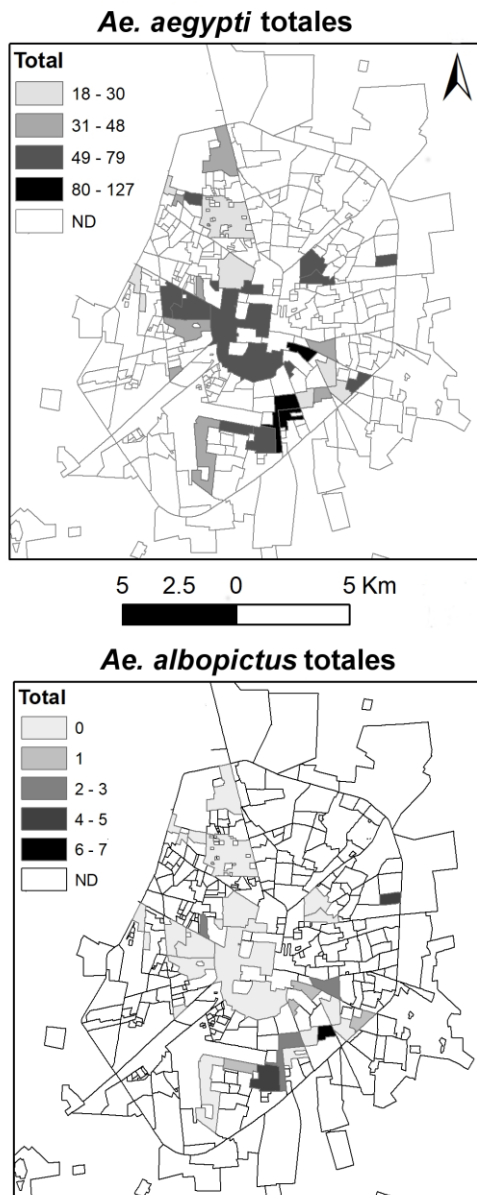 Ae. aegypti totales
Total
18 - 30
31 - 48
49 - 79
80 - 127
ND
5 2.5 0 5 Km
Ae. albopictus totales
Total
0
1
2 - 3
4 - 5
6 - 7
ND